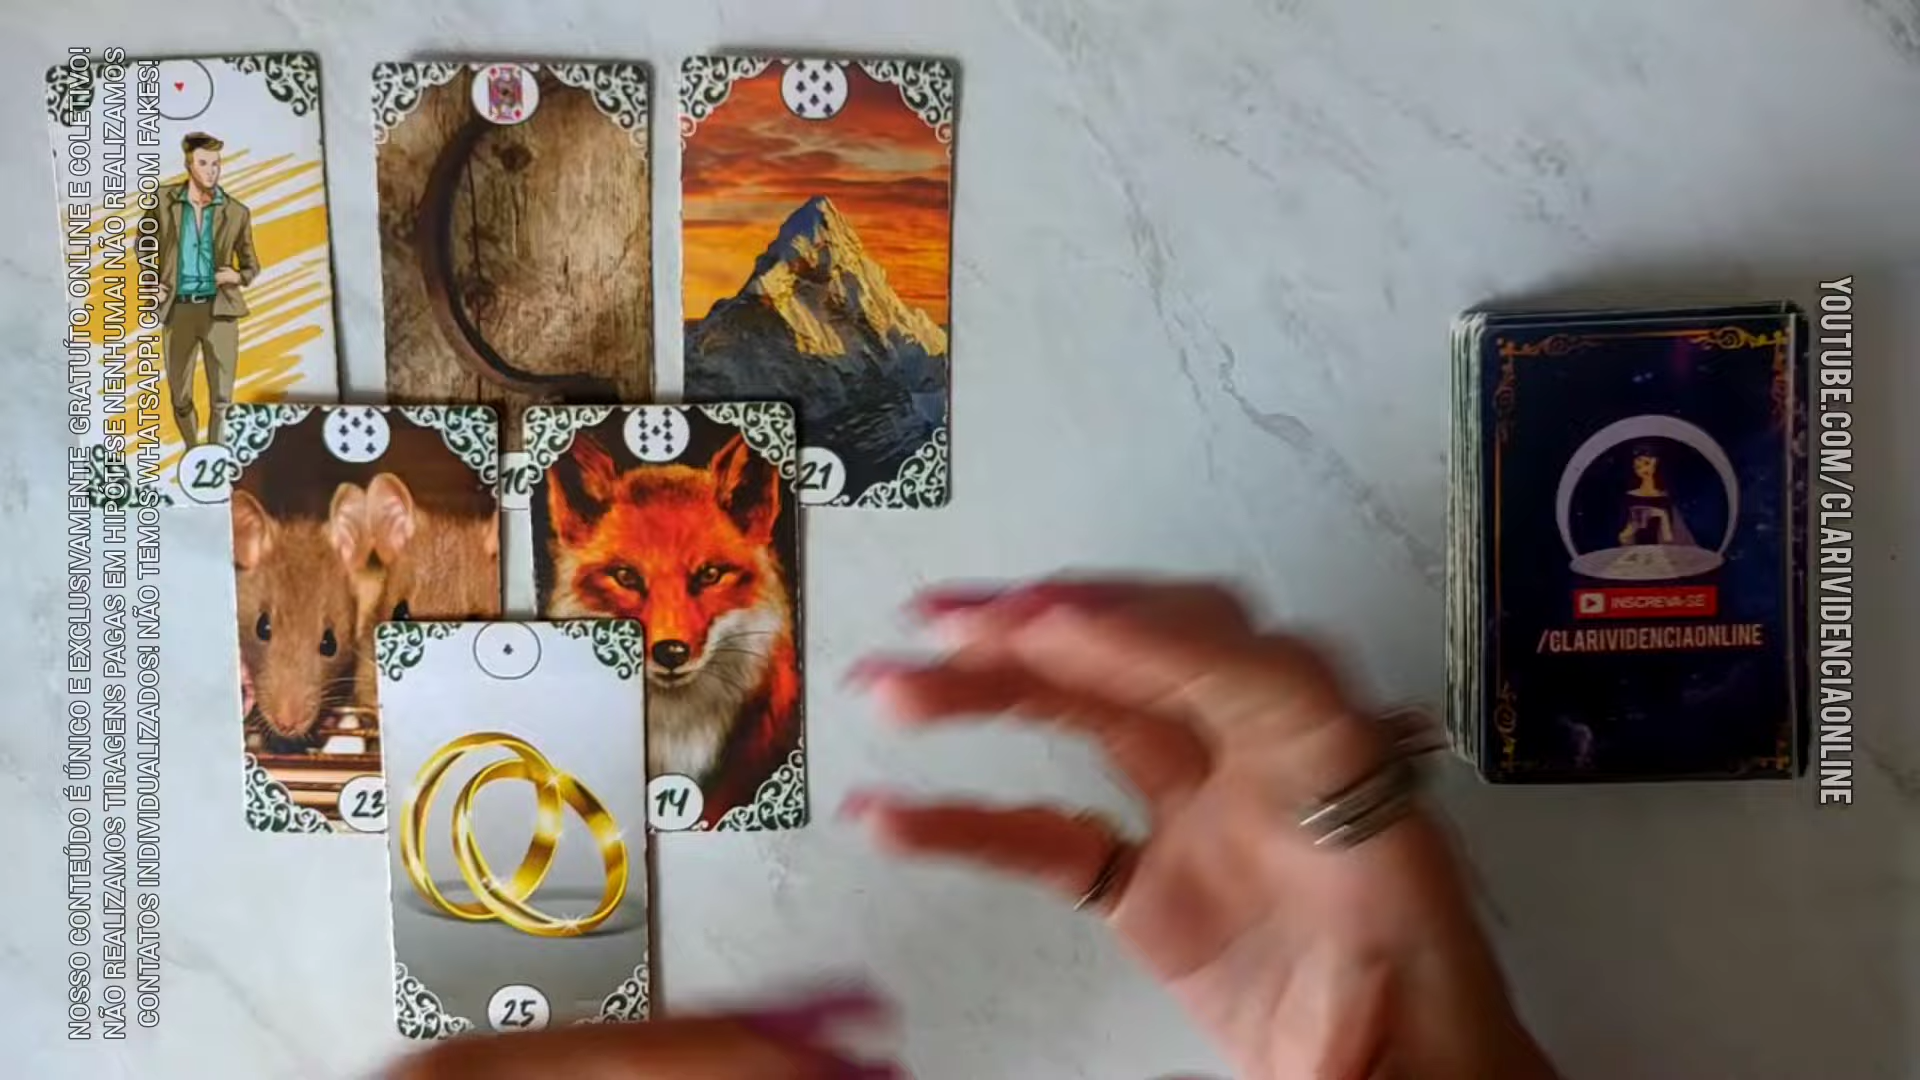 NOSSO CONTEÚDO É ÚNICO E EXCLUSIVAMENTE GRATUÍTO, ONLINE E COLETIVO!
NÃO REALIZAMOS TIRAGENS PAGAS EM HIPÓTESE NENHUMA! NÃO REALIZAMOS
CONTATOS INDIVIDUALIZADOS! NÃO TEMOS WHATSAPP! CUIDADO COM FAKES!
28
10
21
23
14
25
INSCREVA-SE
/CLARIVIDENCIAONLINE
YOUTUBE.COM/CLARIVIDENCIAONLINE